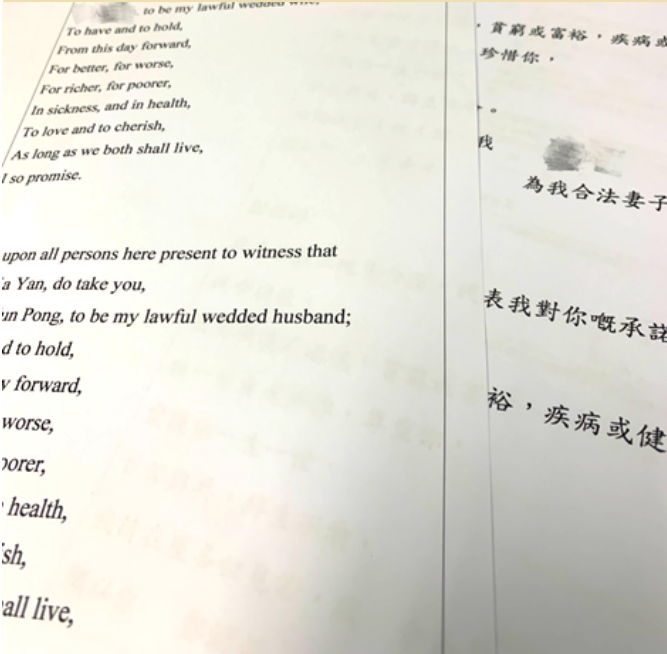 to be my lawful wedded wife,
To have and to hold,
From this day forward,
For better, for worse,
For richer, for poorer,
In sickness, and in health,
To love and to cherish,
As long as we both shall live,
I so promise.
upon all persons here present to witness that
a Yan, do take you,
un Pong, to be my lawful wedded husband;
d to hold,
y forward,
worse,
oorer,
health,
sh,
all live,
，貧窮或富裕，疾病或
珍惜你，
。
我
為我合法妻子
表我對你嘅承諾
裕，疾病或健